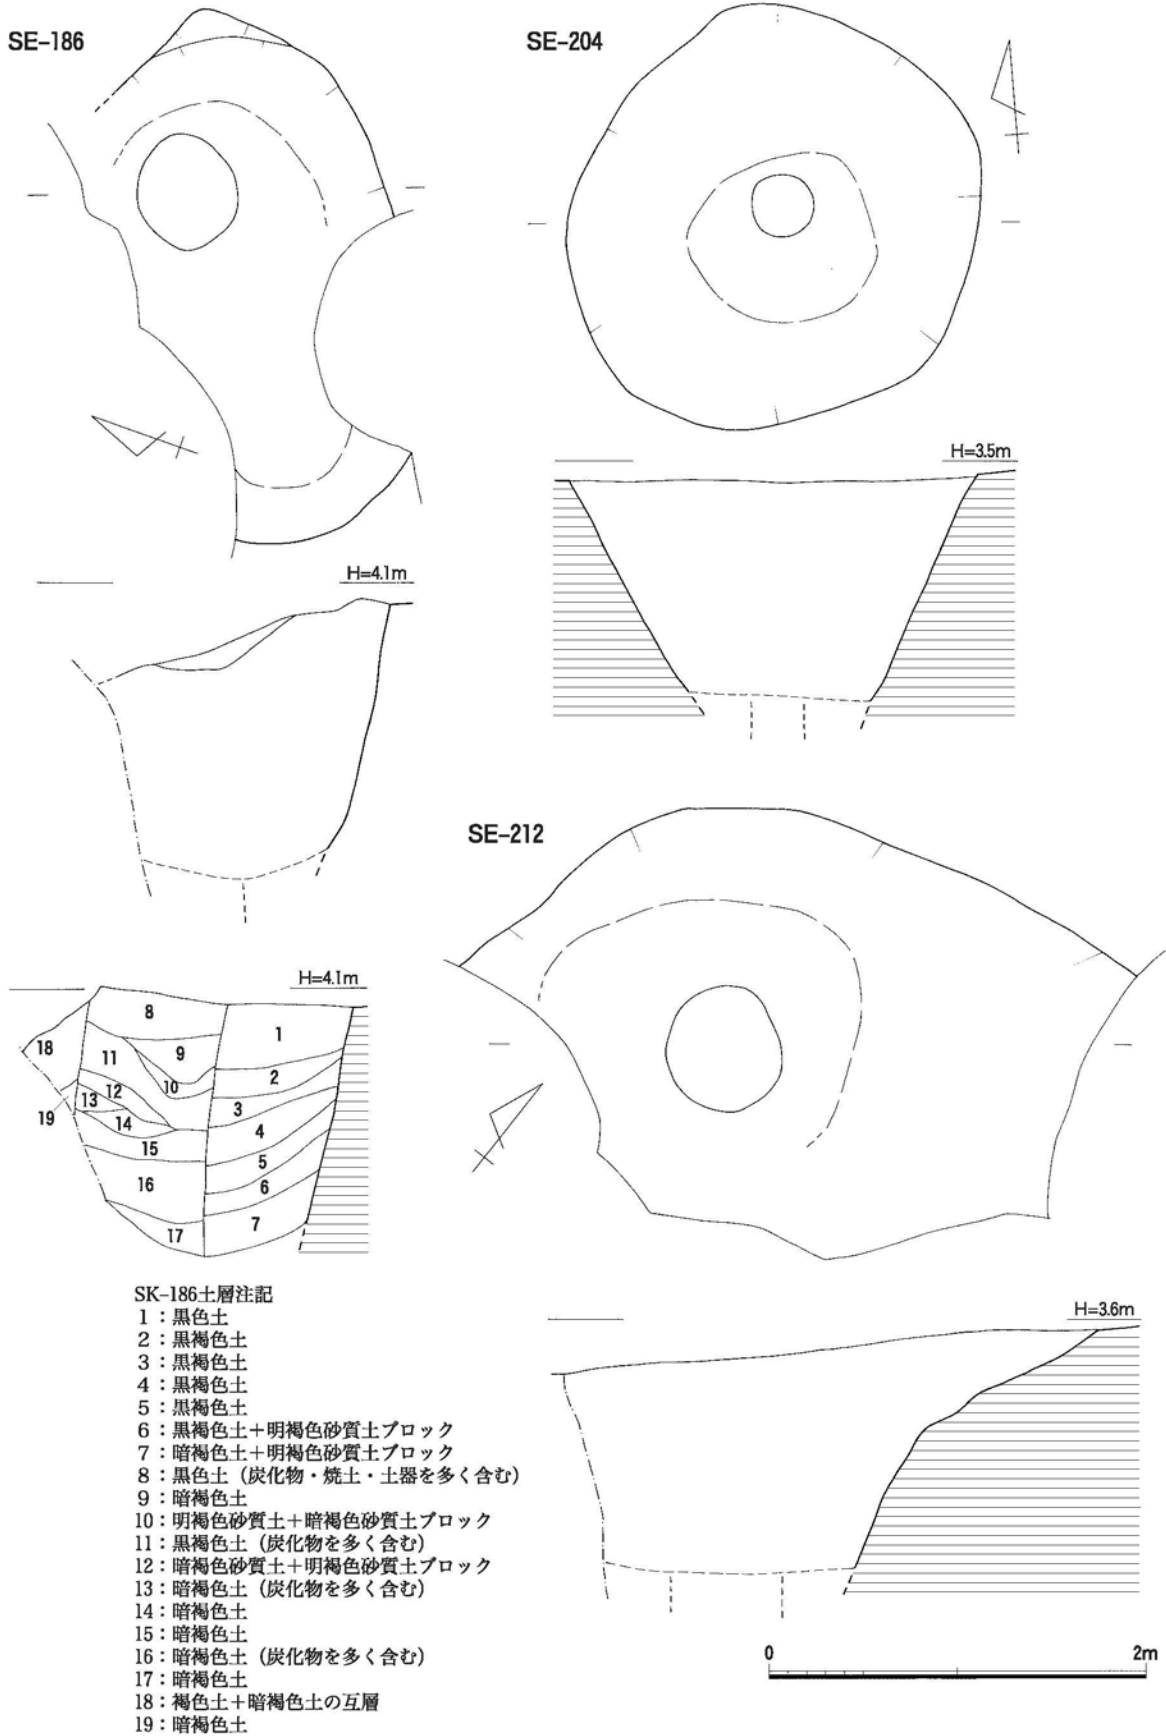 SE-186
SE-204
H=3.5m
H=4.1m
SE-212
H=4.1m
8
1
18
11
9
2
10
12
13
3
19
14
4
15
5
16
6
17
7
H=3.6m
SK-186土層注記
1：黒色土
2：黒褐色土
3：黒褐色土
4：黒褐色土
5：黒褐色土
6：黒褐色土＋明褐色砂質土ブロック
7：暗褐色土＋明褐色砂質土ブロック
8：黒色土（炭化物・焼土・土器を多く含む）
9：暗褐色土
10：明褐色砂質土＋暗褐色砂質土ブロック
11：黒褐色土（炭化物を多く含む）
12：暗褐色砂質土＋明褐色砂質土ブロック
13：暗褐色土（炭化物を多く含む）
14：暗褐色土
15：暗褐色土
16：暗褐色土（炭化物を多く含む）
17：暗褐色土
18：褐色土＋暗褐色土の互層
19：暗褐色土
0 2m